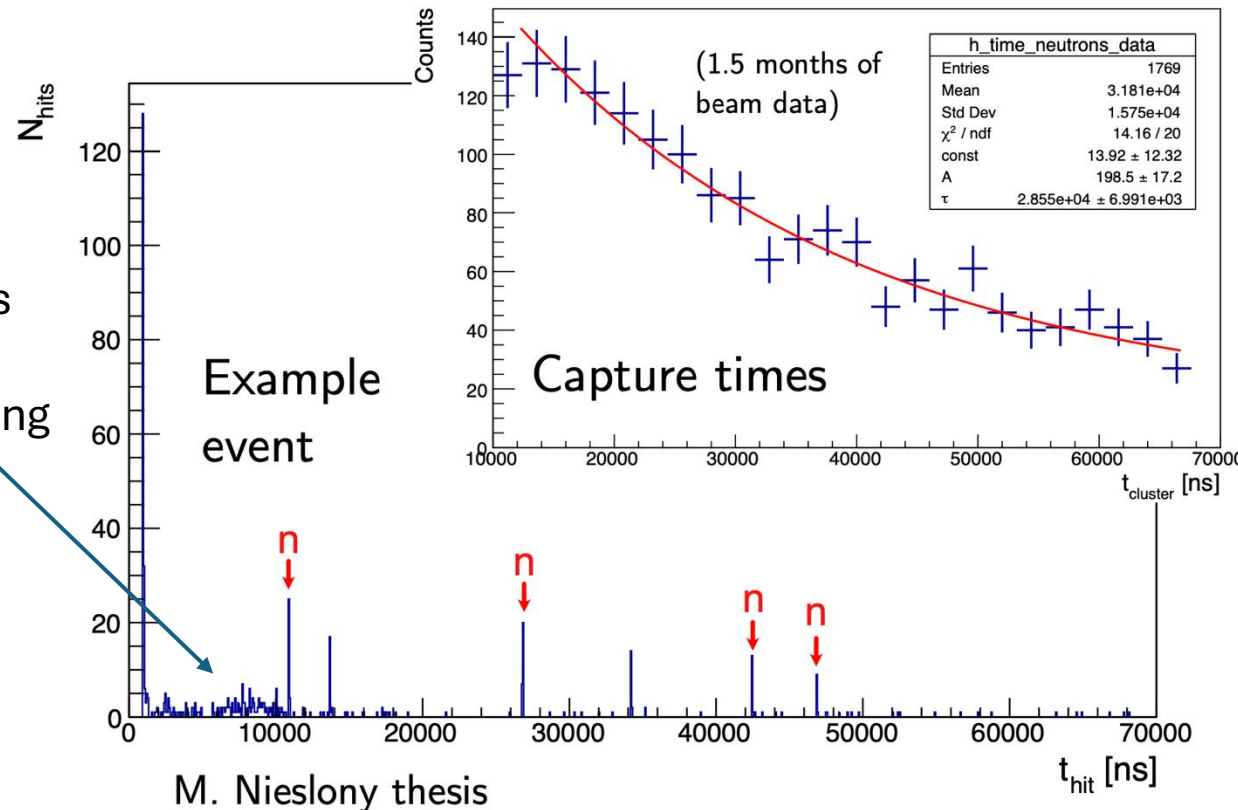 s
ng
N_hits
120
100
80
60
40
20
0
Example
event
n
n
n
n
0 10000 20000 30000 40000 50000 60000 70000
t_hit [ns]
M. Nieslony thesis
Counts
140
120
100
80
60
40
20
0
(1.5 months of
beam data)
h_time_neutrons_data
Entries 1769
Mean 3.181e+04
Std Dev 1.575e+04
χ² / ndf 14.16 / 20
const 13.92 ± 12.32
A 198.5 ± 17.2
τ 2.855e+04 ± 6.991e+03
Capture times
10000 20000 30000 40000 50000 60000 70000
t_cluster [ns]